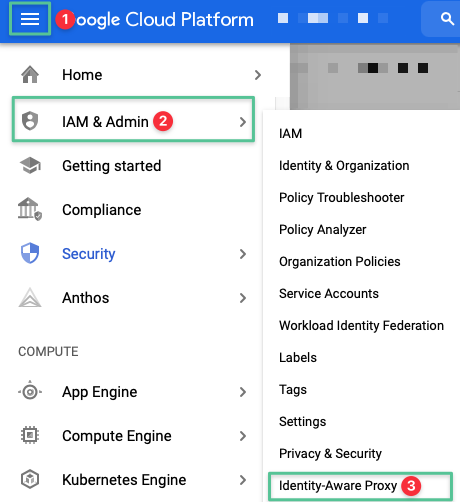 1 oogle Cloud Platform
Home
IAM & Admin 2
Getting started
Compliance
Security
Anthos
COMPUTE
App Engine
Compute Engine
Kubernetes Engine
IAM
Identity & Organization
Policy Troubleshooter
Policy Analyzer
Organization Policies
Service Accounts
Workload Identity Federation
Labels
Tags
Settings
Privacy & Security
Identity-Aware Proxy 3